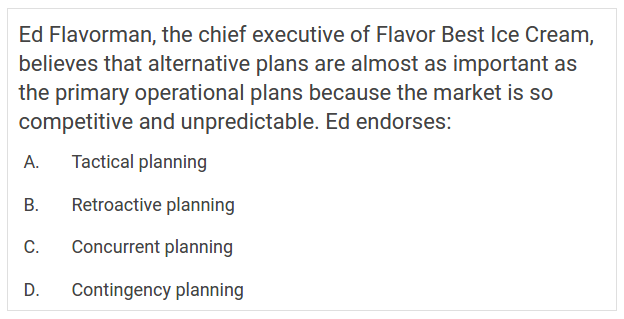 Ed Flavorman, the chief executive of Flavor Best Ice Cream,
believes that alternative plans are almost as important as
the primary operational plans because the market is so
competitive and unpredictable. Ed endorses:
A. Tactical planning
B. Retroactive planning
C. Concurrent planning
D. Contingency planning